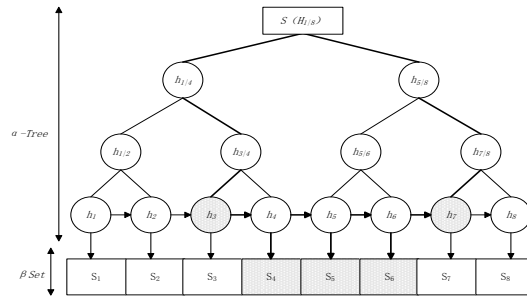 S (H1/8)
h1/4 h5/8
α-Tree
h1/2 h3/4 h5/6 h7/8
h1 h2 h3 h4 h5 h6 h7 h8
β Set
S1 S2 S3 S4 S5 S6 S7 S8